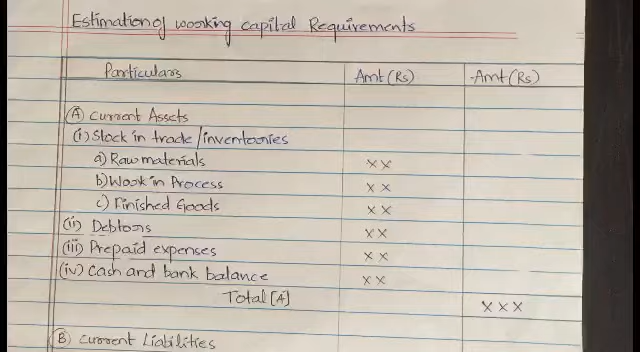 Estimation of working capital Requirements
Particulars Amt (Rs) Amt (Rs)
(A) Current Assets
(i) Stock in trade/inventories
a) Raw materials xx
b) Work in Process xx
c) Finished Goods xx
(ii) Debtors xx
(iii) Prepaid expenses xx
(iv) Cash and bank balance xx
Total [A] xxx
(B) Current Liabilities